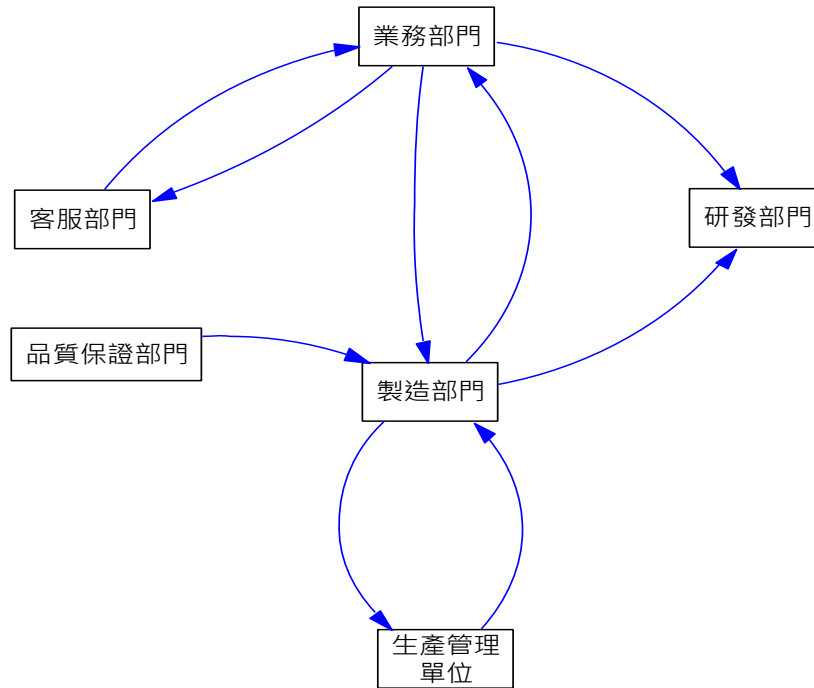 業務部門
客服部門
研發部門
品質保證部門
製造部門
生產管理
單位